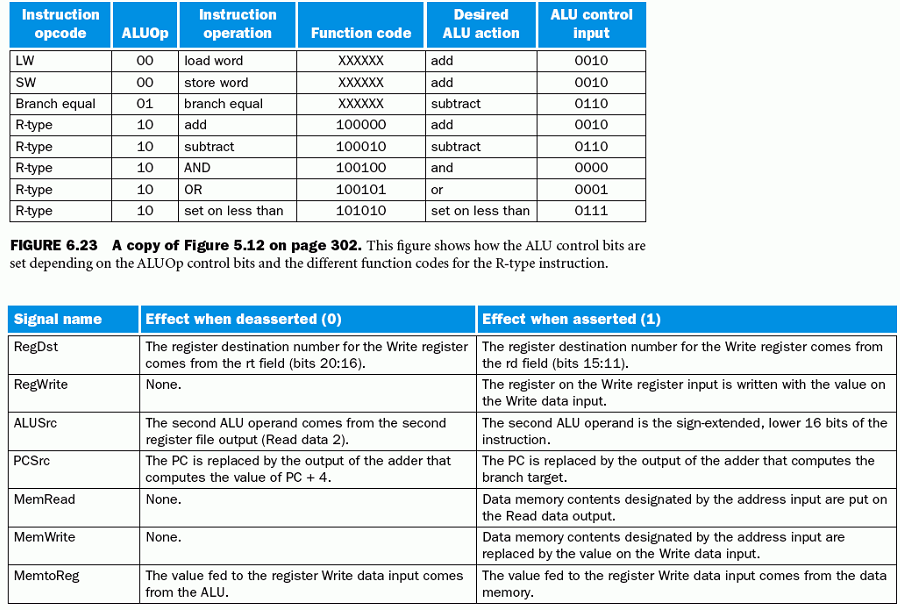 Instruction opcode ALUOp Instruction operation Function code Desired ALU action ALU control input
LW 00 load word XXXXXX add 0010
SW 00 store word XXXXXX add 0010
Branch equal 01 branch equal XXXXXX subtract 0110
R-type 10 add 100000 add 0010
R-type 10 subtract 100010 subtract 0110
R-type 10 AND 100100 and 0000
R-type 10 OR 100101 or 0001
R-type 10 set on less than 101010 set on less than 0111
FIGURE 6.23 A copy of Figure 5.12 on page 302. This figure shows how the ALU control bits are
set depending on the ALUOp control bits and the different function codes for the R-type instruction.
Signal name Effect when deasserted (0) Effect when asserted (1)
RegDst The register destination number for the Write register The register destination number for the Write register comes from
comes from the rt field (bits 20:16). the rd field (bits 15:11).
RegWrite None. The register on the Write register input is written with the value on
the Write data input.
ALUSrc The second ALU operand comes from the second The second ALU operand is the sign-extended, lower 16 bits of the
register file output (Read data 2). instruction.
PCSrc The PC is replaced by the output of the adder that The PC is replaced by the output of the adder that computes the
computes the value of PC + 4. branch target.
MemRead None. Data memory contents designated by the address input are put on
the Read data output.
MemWrite None. Data memory contents designated by the address input are
replaced by the value on the Write data input.
MemtoReg The value fed to the register Write data input comes The value fed to the register Write data input comes from the data
from the ALU. memory.